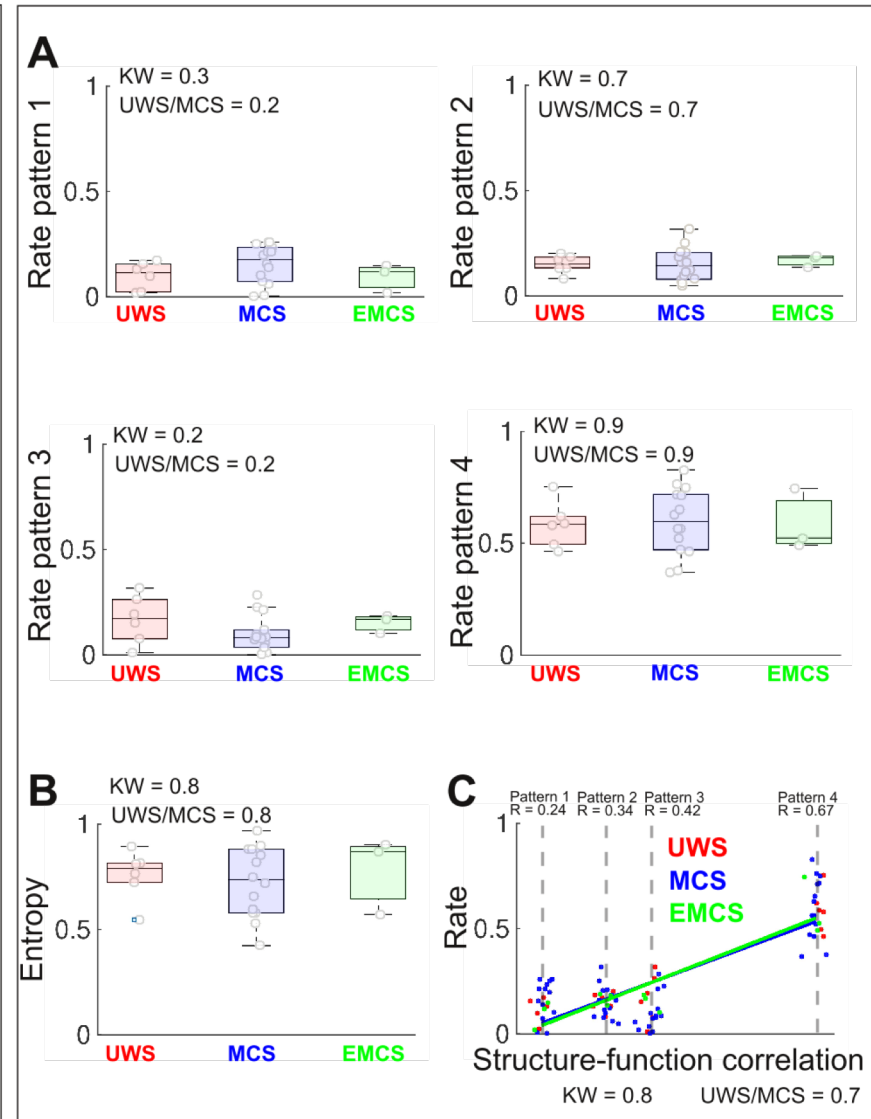 A
KW = 0.3
UWS/MCS = 0.2
Rate pattern 1
1
0.5
0
UWS MCS EMCS
KW = 0.7
UWS/MCS = 0.7
Rate pattern 2
1
0.5
0
UWS MCS EMCS
KW = 0.2
UWS/MCS = 0.2
Rate pattern 3
1
0.5
0
UWS MCS EMCS
KW = 0.9
UWS/MCS = 0.9
Rate pattern 4
1
0.5
0
UWS MCS EMCS
B
KW = 0.8
UWS/MCS = 0.8
Entropy
1
0.5
0
UWS MCS EMCS
C
Pattern 1 Pattern 2 Pattern 3 Pattern 4
R = 0.24 R = 0.34 R = 0.42 R = 0.67
UWS
MCS
EMCS
Rate
1
0.5
0
Structure-function correlation
KW = 0.8 UWS/MCS = 0.7